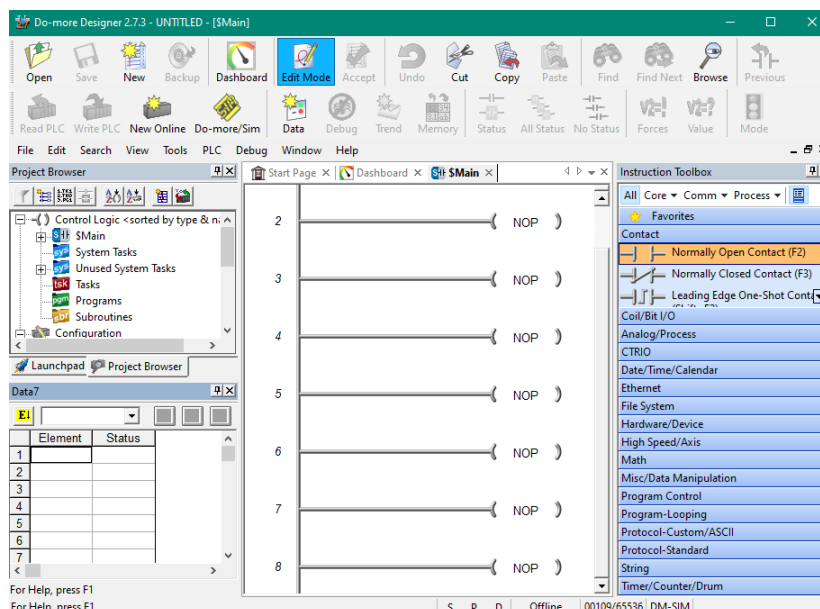 Do-more Designer 2.7.3 - UNTITLED - [$Main]
Open Save New Backup Dashboard Edit Mode Accept Undo Cut Copy Paste Find Find Next Browse Previous
Read PLC Write PLC New Online Do-more/Sim Data Debug Trend Memory Status All Status No Status Forces Value Mode
File Edit Search View Tools PLC Debug Window Help
Project Browser
Control Logic <sorted by type & n
$Main
System Tasks
Unused System Tasks
Tasks
Programs
Subroutines
Configuration
Launchpad Project Browser
Data7
Element Status
1
2
3
4
5
6
7
For Help, press F1
Start Page Dashboard $Main
2 NOP
3 NOP
4 NOP
5 NOP
6 NOP
7 NOP
8 NOP
Instruction Toolbox
All Core Comm Process
Favorites
Contact
Normally Open Contact (F2)
Normally Closed Contact (F3)
Leading Edge One-Shot Conta
Coil/Bit I/O
Analog/Process
CTRIO
Date/Time/Calendar
Ethernet
File System
Hardware/Device
High Speed/Axis
Math
Misc/Data Manipulation
Program Control
Program-Looping
Protocol-Custom/ASCII
Protocol-Standard
String
Timer/Counter/Drum
For Help, press F1
S P D Offline 00109/65536 DM-SIM